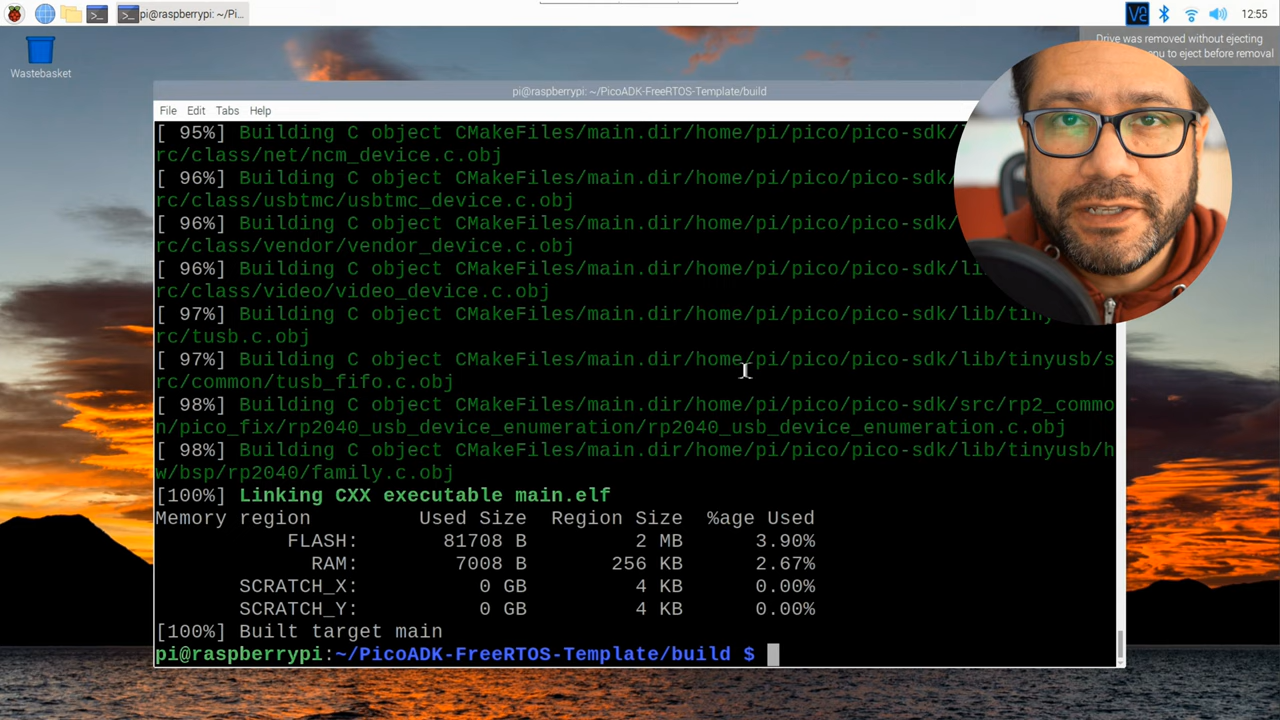 pi@raspberrypi: ~/Pi...
12:55
Drive was removed without ejecting
to eject before removal
Wastebasket
pi@raspberrypi: ~/PicoADK-FreeRTOS-Template/build
File Edit Tabs Help
[ 95%] Building C object CMakeFiles/main.dir/home/pi/pico/pico-sdk/
rc/class/net/ncm_device.c.obj
[ 96%] Building C object CMakeFiles/main.dir/home/pi/pico/pico-sdk/
rc/class/usbtmc/usbtmc_device.c.obj
[ 96%] Building C object CMakeFiles/main.dir/home/pi/pico/pico-sdk/
rc/class/vendor/vendor_device.c.obj
[ 96%] Building C object CMakeFiles/main.dir/home/pi/pico/pico-sdk/li
rc/class/video/video_device.c.obj
[ 97%] Building C object CMakeFiles/main.dir/home/pi/pico/pico-sdk/lib/tiny
rc/tusb.c.obj
[ 97%] Building C object CMakeFiles/main.dir/home/pi/pico/pico-sdk/lib/tinyusb/s
rc/common/tusb_fifo.c.obj
[ 98%] Building C object CMakeFiles/main.dir/home/pi/pico/pico-sdk/src/rp2_commo
n/pico_fix/rp2040_usb_device_enumeration/rp2040_usb_device_enumeration.c.obj
[ 98%] Building C object CMakeFiles/main.dir/home/pi/pico/pico-sdk/lib/tinyusb/h
w/bsp/rp2040/family.c.obj
[100%] Linking CXX executable main.elf
Memory region Used Size Region Size %age Used
FLASH: 81708 B 2 MB 3.90%
RAM: 7008 B 256 KB 2.67%
SCRATCH_X: 0 GB 4 KB 0.00%
SCRATCH_Y: 0 GB 4 KB 0.00%
[100%] Built target main
pi@raspberrypi:~/PicoADK-FreeRTOS-Template/build $